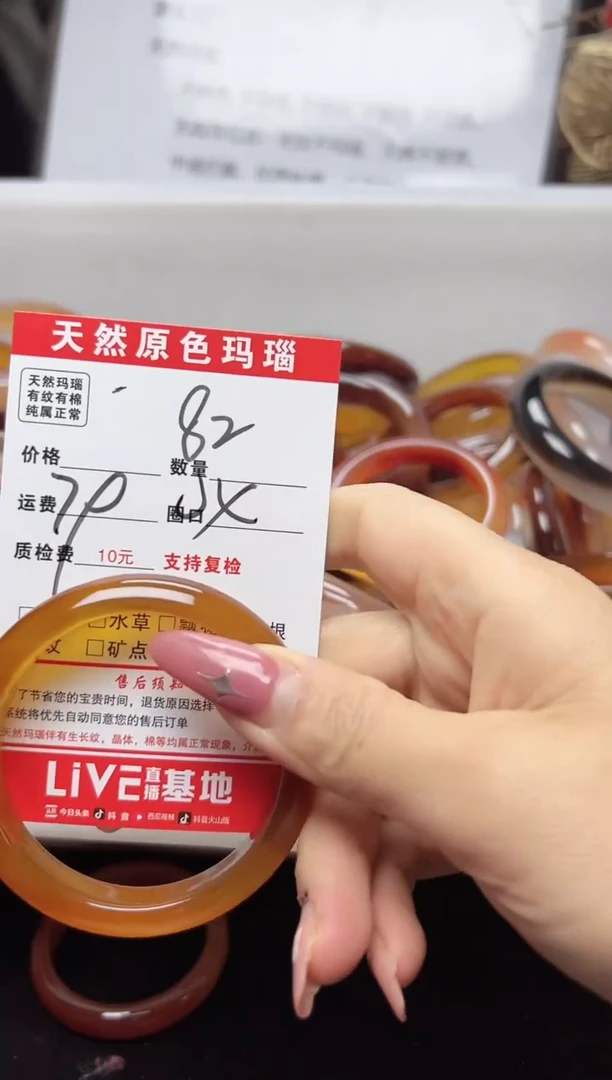 天然原色玛瑙
天然玛瑙
有纹有棉
纯属正常
82
价格 数量
运费 圈口
质检费 10元 支持复检
水草
根
纹 矿点
售后须知
了节省您的宝贵时间，退货原因选择
系统将优先自动同意您的售后订单
天然玛瑙伴有生长纹，晶体，棉等均属正常现象，介
LiVE直播基地
今日头条 抖音 西瓜视频 抖音火山版